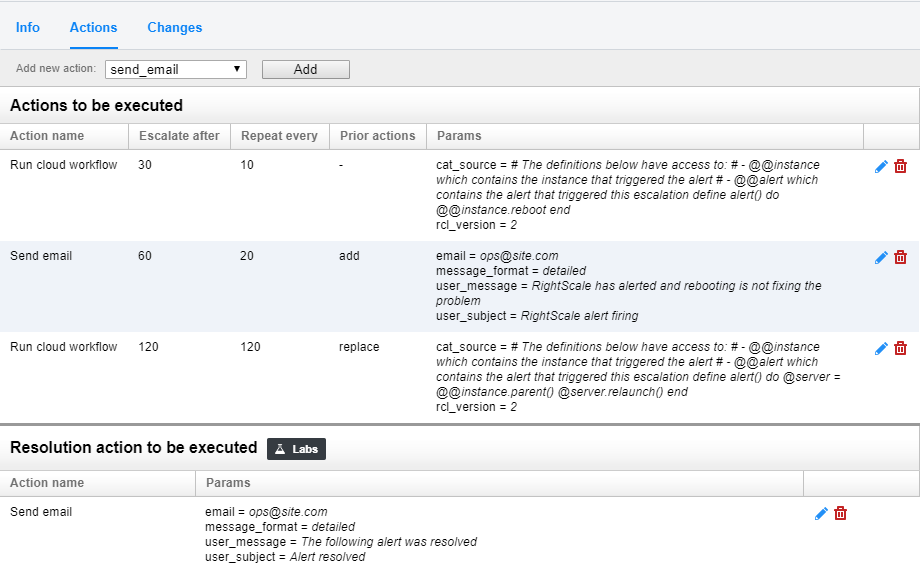 Info Actions Changes
Add new action: send_email Add
Actions to be executed
Action name Escalate after Repeat every Prior actions Params
Run cloud workflow 30 10 - cat_source = # The definitions below have access to: # - @@instance
which contains the instance that triggered the alert # - @@alert which
contains the alert that triggered this escalation define alert() do
@@instance.reboot end
rcl_version = 2
Send email 60 20 add email = ops@site.com
message_format = detailed
user_message = RightScale has alerted and rebooting is not fixing the
problem
user_subject = RightScale alert firing
Run cloud workflow 120 120 replace cat_source = # The definitions below have access to: # - @@instance
which contains the instance that triggered the alert # - @@alert which
contains the alert that triggered this escalation define alert() do @server =
@@instance.parent() @server.relaunch() end
rcl_version = 2
Resolution action to be executed Labs
Action name Params
Send email email = ops@site.com
message_format = detailed
user_message = The following alert was resolved
user_subject = Alert resolved